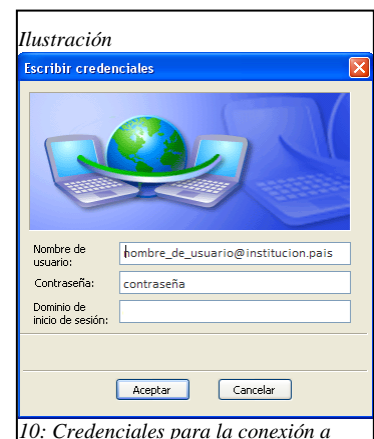 Ilustración
Escribir credenciales
Nombre de
usuario:
nombre_de_usuario@institucion.pais
Contraseña:
contraseña
Dominio de
inicio de sesión:
Aceptar
Cancelar
10: Credenciales para la conexión a